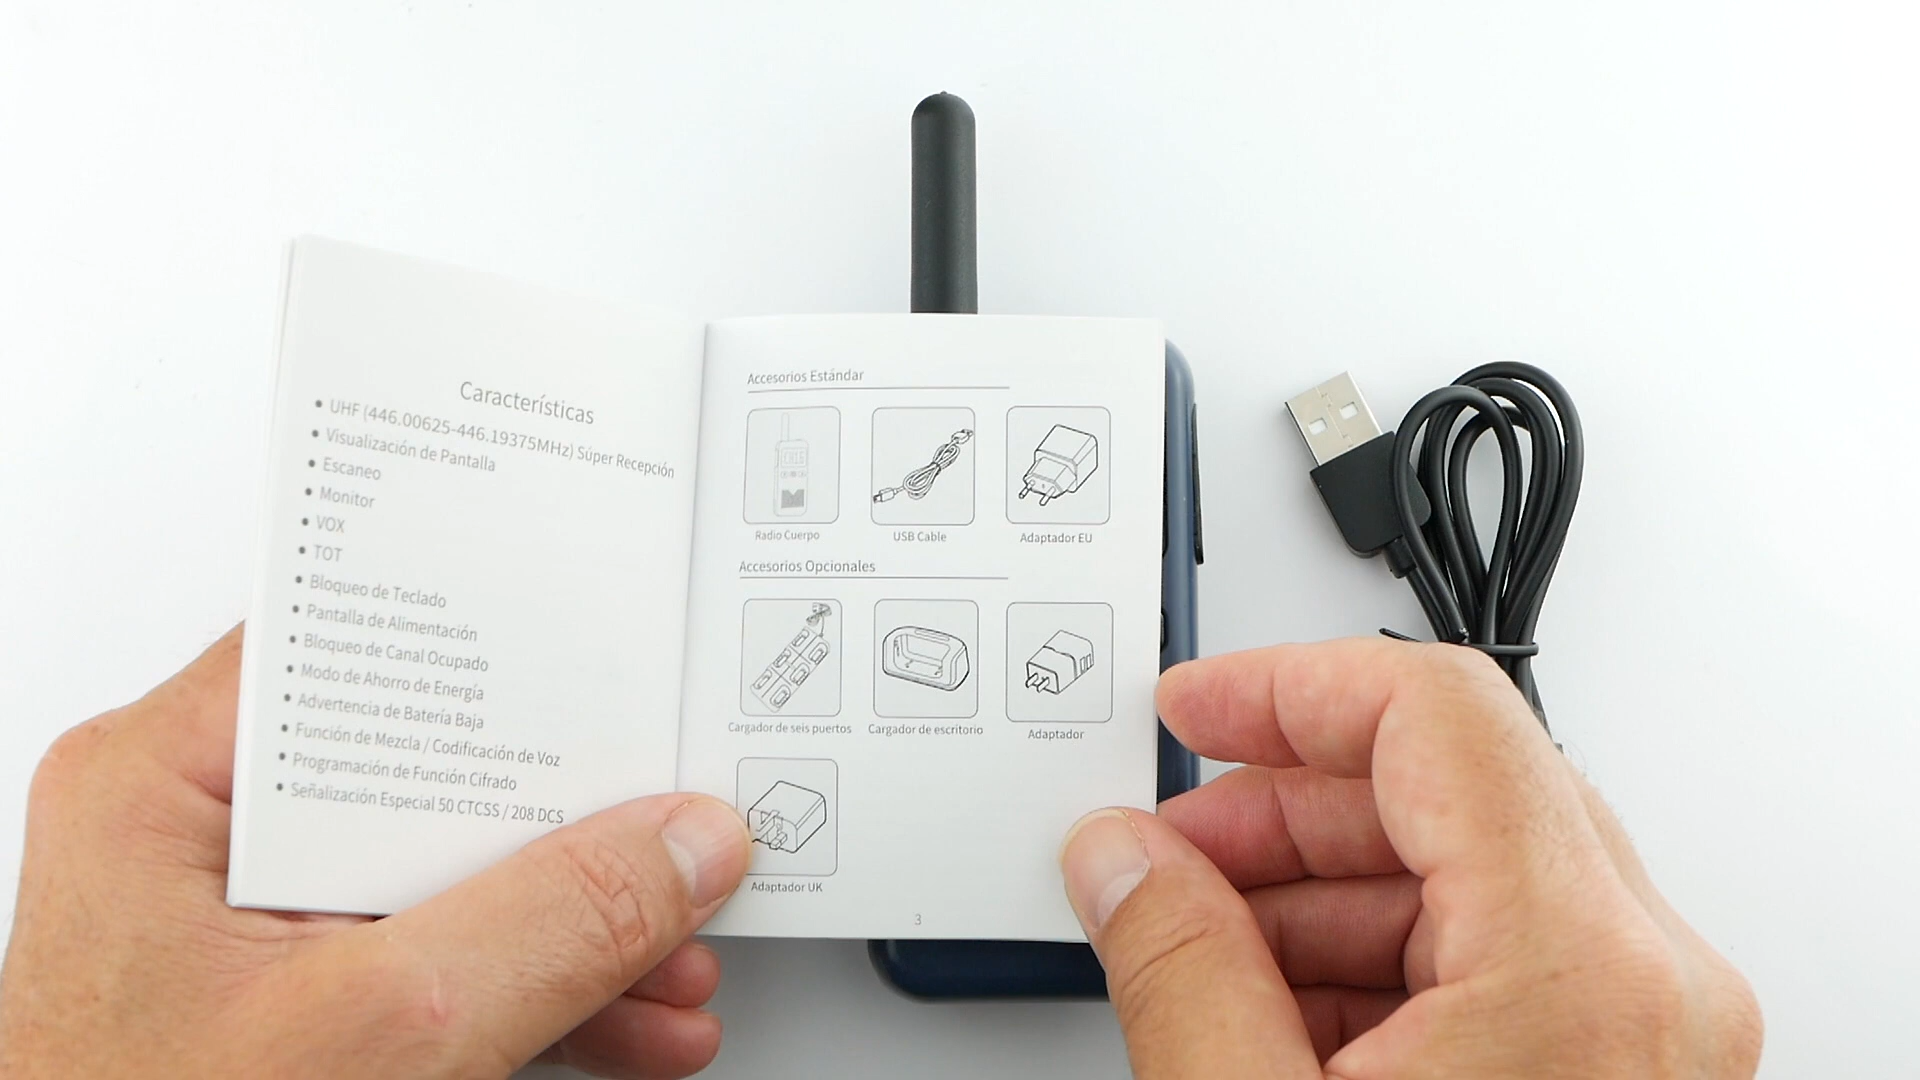 Características
• UHF (446.00625-446.19375MHz) Súper Recepción
• Visualización de Pantalla
• Escaneo
• Monitor
• VOX
• TOT
• Bloqueo de Teclado
• Pantalla de Alimentación
• Bloqueo de Canal Ocupado
• Modo de Ahorro de Energía
• Advertencia de Batería Baja
• Función de Mezcla / Codificación de Voz
• Programación de Función Cifrado
• Señalización Especial 50 CTCSS / 208 DCS
Accesorios Estándar
Radio Cuerpo
USB Cable
Adaptador EU
Accesorios Opcionales
Cargador de seis puertos
Cargador de escritorio
Adaptador
Adaptador UK
3